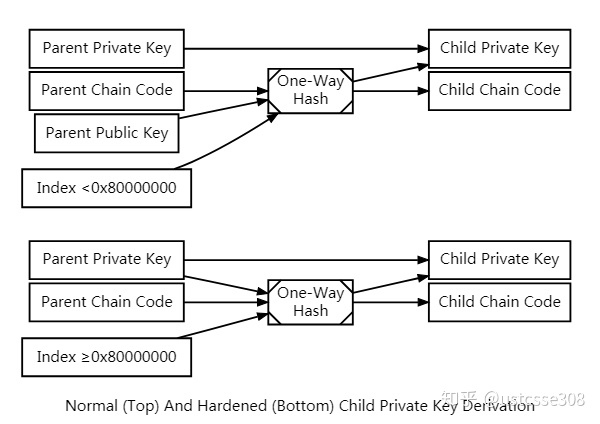 Parent Private Key
Child Private Key
Parent Chain Code
One-Way
Hash
Child Chain Code
Parent Public Key
Index <0x80000000
Parent Private Key
Child Private Key
Parent Chain Code
One-Way
Hash
Child Chain Code
Index ≥0x80000000
知乎 @ustcsse308
Normal (Top) And Hardened (Bottom) Child Private Key Derivation